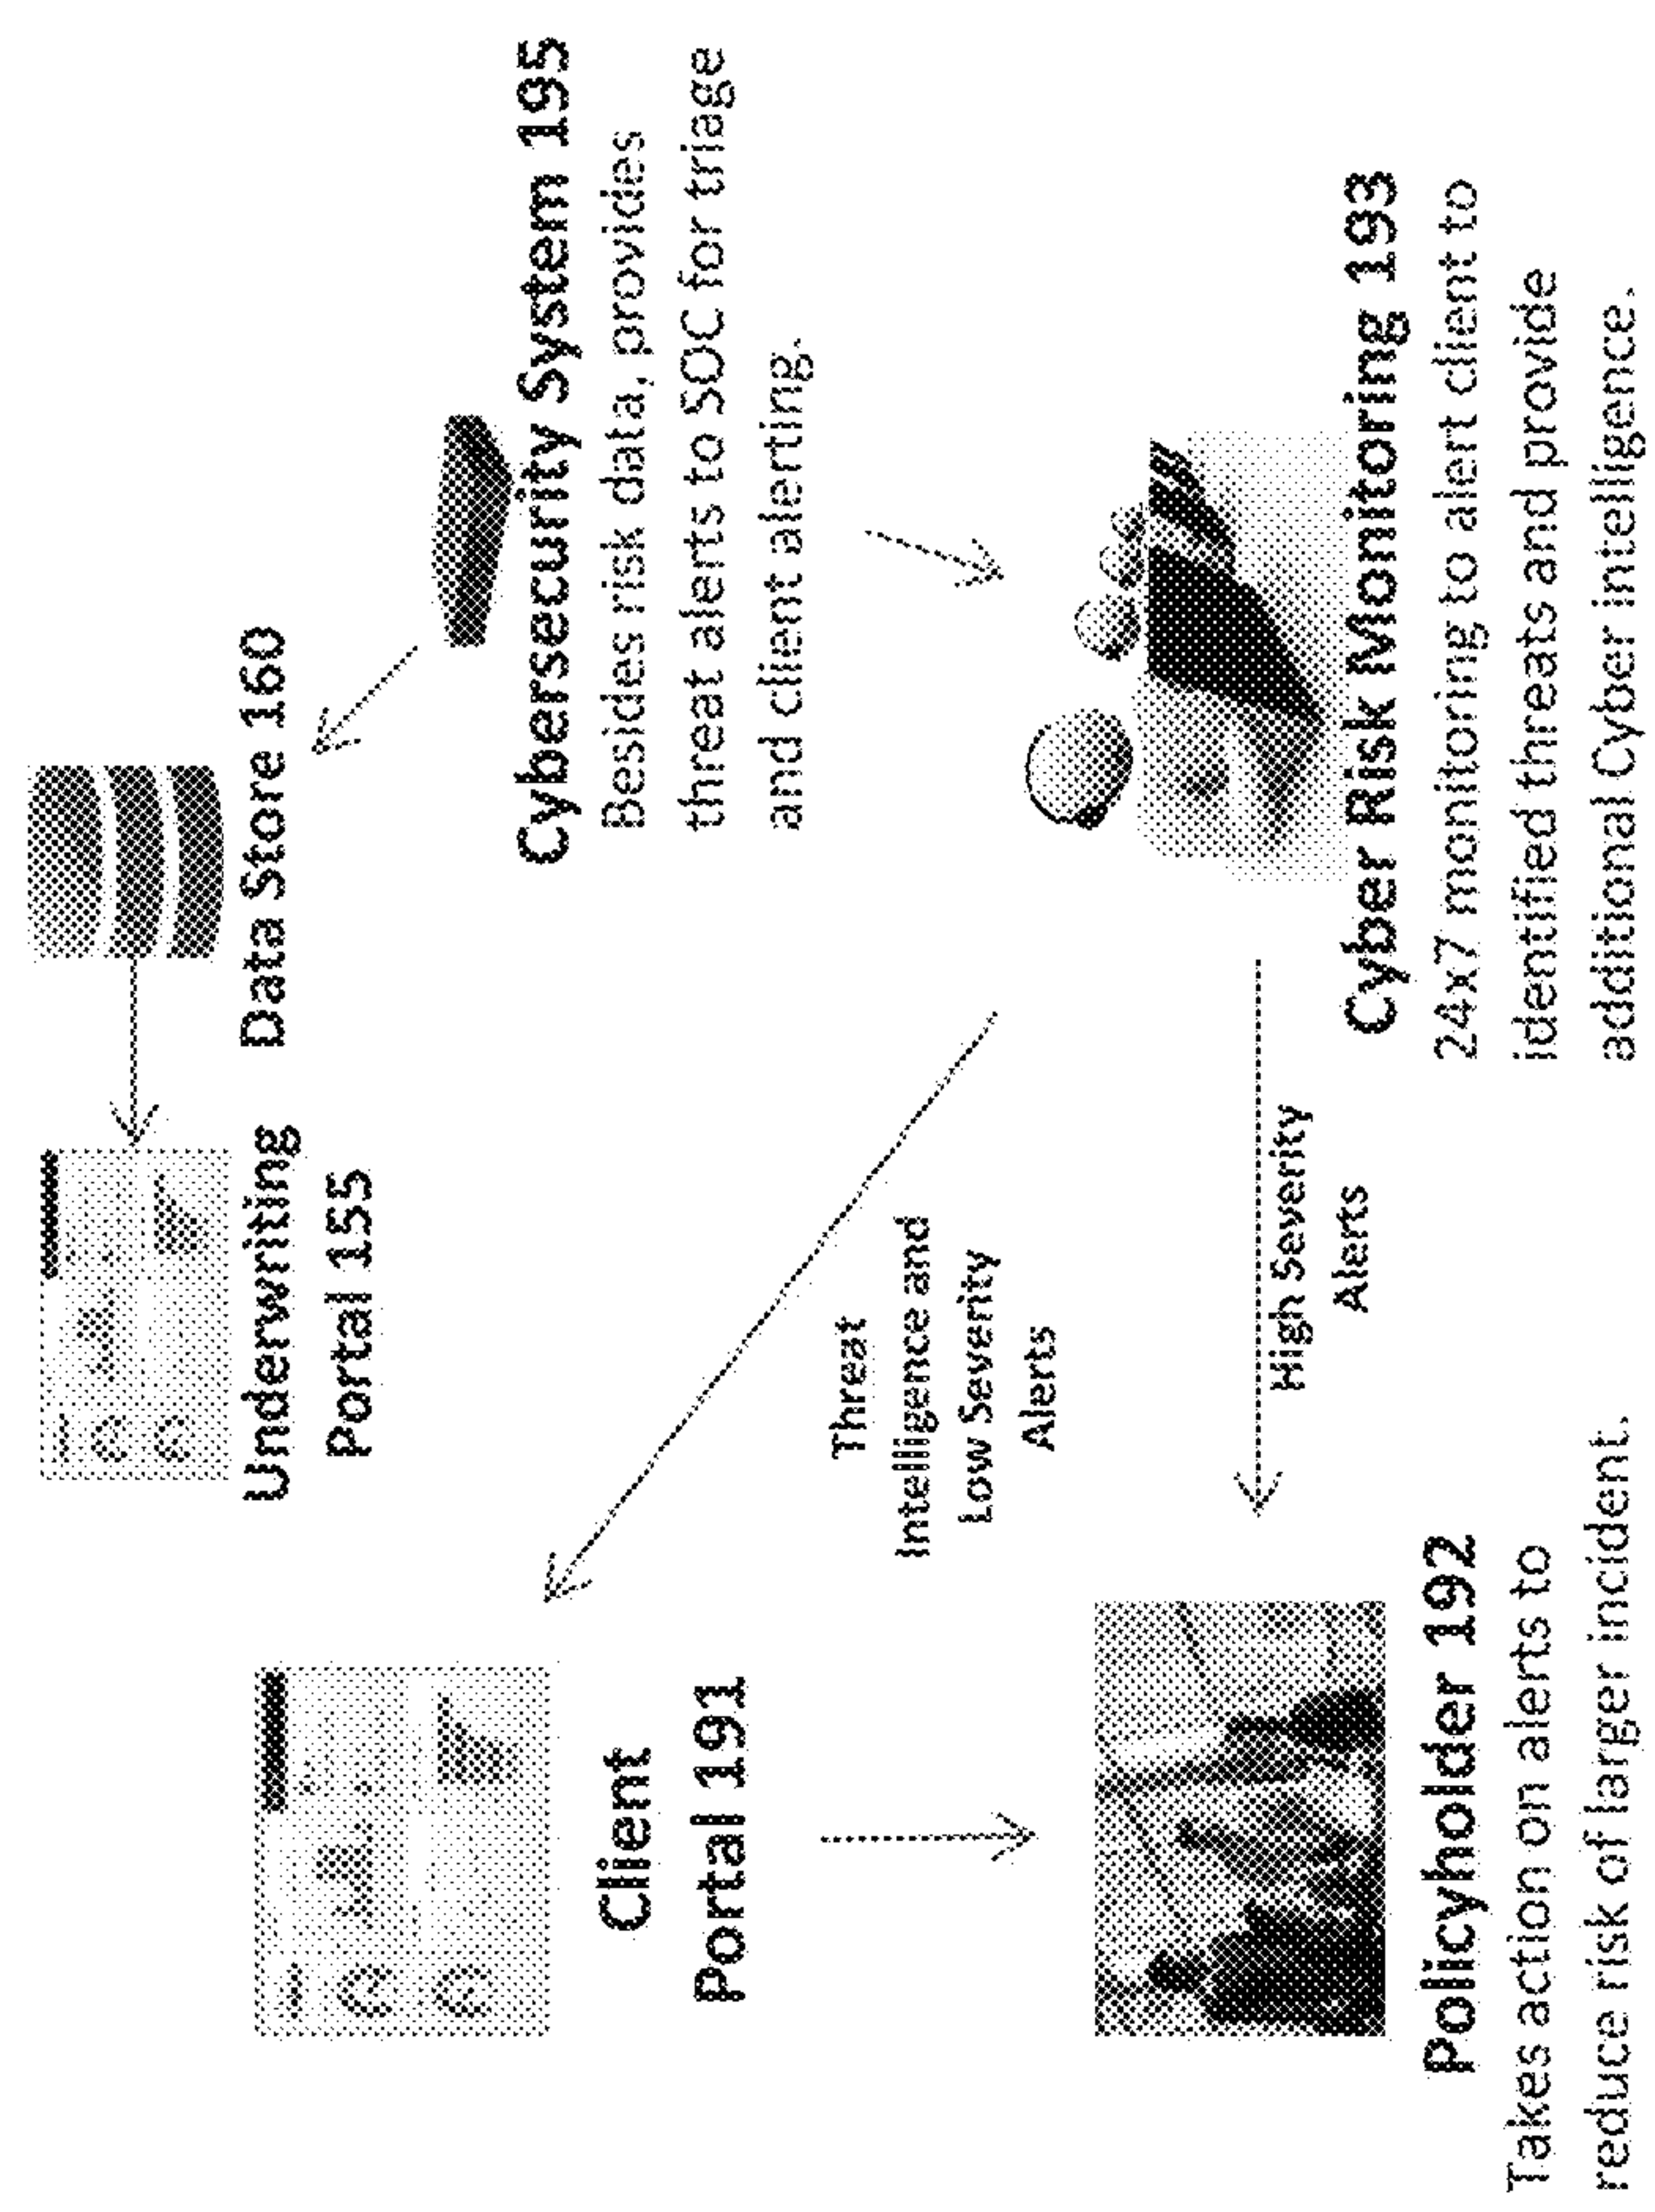 Underwriting
Portal 155
Data Store 160
Cybersecurity System 195
Besides risk data, provides
threat alerts to SOC for triage
and client alerting.
Client
Portal 191
Threat
Intelligence and
Low Severity
Alerts
High Severity
Alerts
Policyholder 192
Takes action on alerts to
reduce risk of larger incident.
Cyber Risk Monitoring 193
24x7 monitoring to alert client to
identified threats and provide
additional Cyber intelligence.